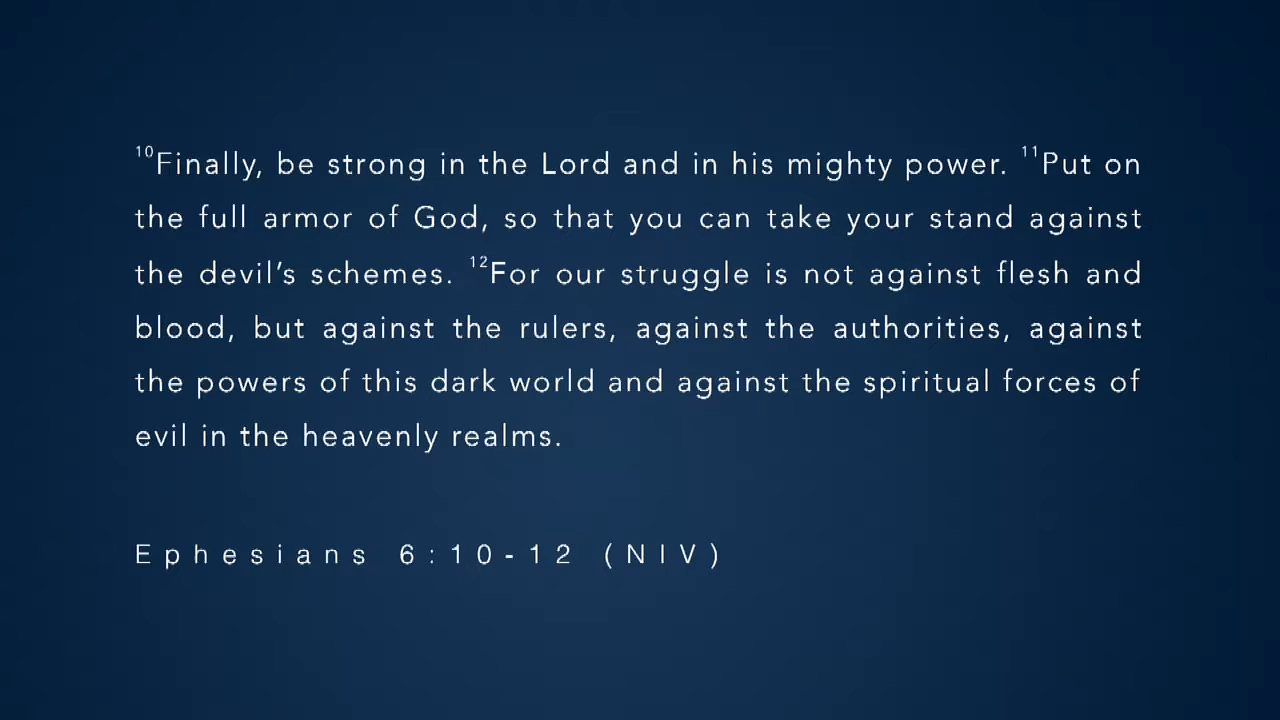 ¹⁰Finally, be strong in the Lord and in his mighty power. ¹¹Put on
the full armor of God, so that you can take your stand against
the devil’s schemes. ¹²For our struggle is not against flesh and
blood, but against the rulers, against the authorities, against
the powers of this dark world and against the spiritual forces of
evil in the heavenly realms.
Ephesians 6:10-12 (NIV)